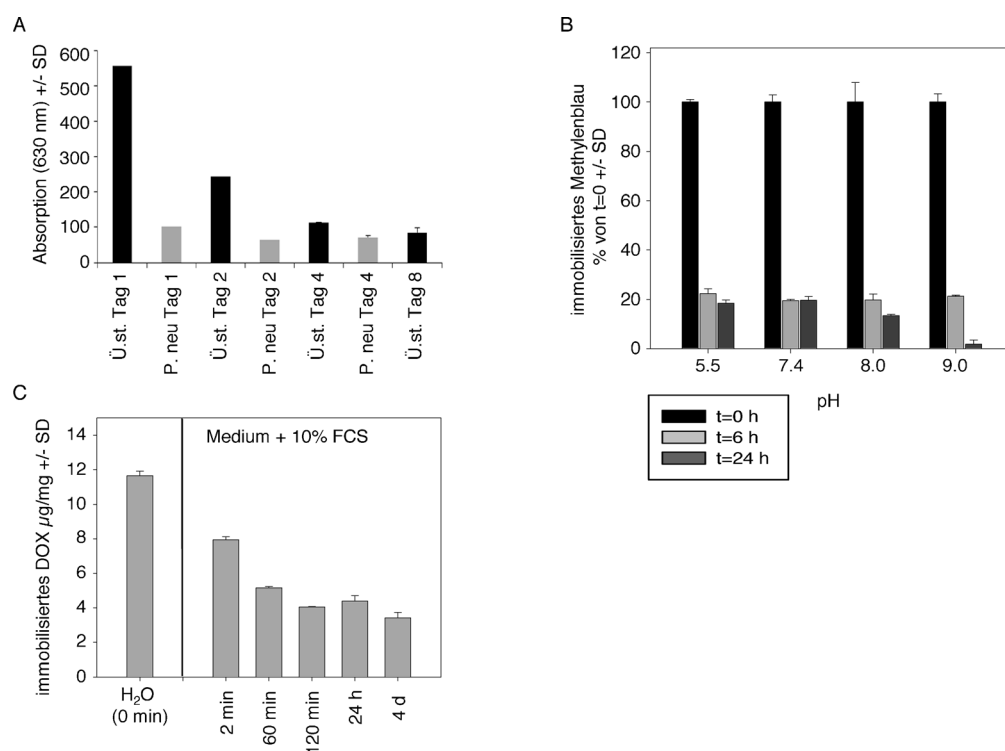 A
Absorption (630 nm) +/- SD
600
500
400
300
200
100
0
Ü.st. Tag 1
P. neu Tag 1
Ü.st. Tag 2
P. neu Tag 2
Ü.st. Tag 4
P. neu Tag 4
Ü.st. Tag 8
B
immobilisiertes Methylenblau
% von t=0 +/- SD
120
100
80
60
40
20
0
5.5
7.4
8.0
9.0
pH
t=0 h
t=6 h
t=24 h
C
immobilisiertes DOX µg/mg +/- SD
14
12
10
8
6
4
2
0
Medium + 10% FCS
H₂O
(0 min)
2 min
60 min
120 min
24 h
4 d